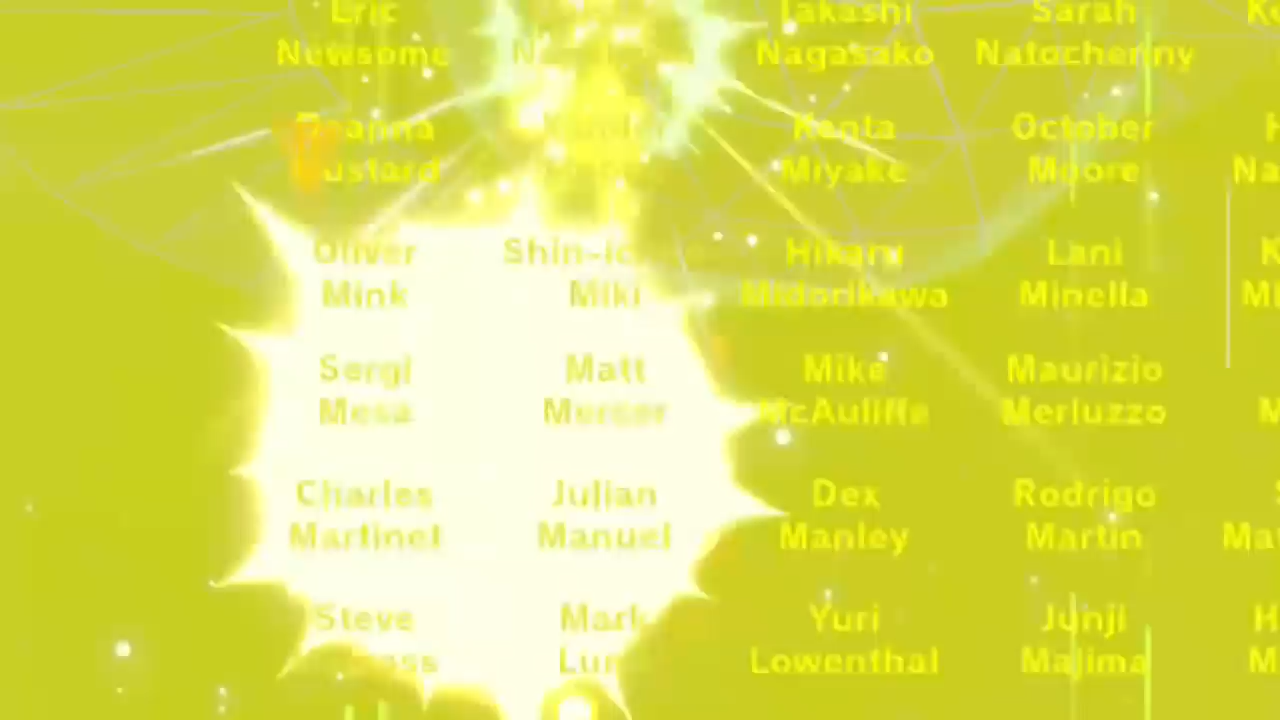 Eric
Newsome
Takashi
Nagasako
Sarah
Natochenny
Kenta
Miyake
October
Moore
Oliver
Mink
Miki
Hikaru
Midorikawa
Lani
Minella
Sergi
Mesa
Matt
Mercer
Mike
McAuliffe
Maurizio
Merluzzo
Charles
Martinet
Julian
Manuel
Dex
Manley
Rodrigo
Martin
Steve
Mark
Yuri
Lowenthal
Junji
Majima